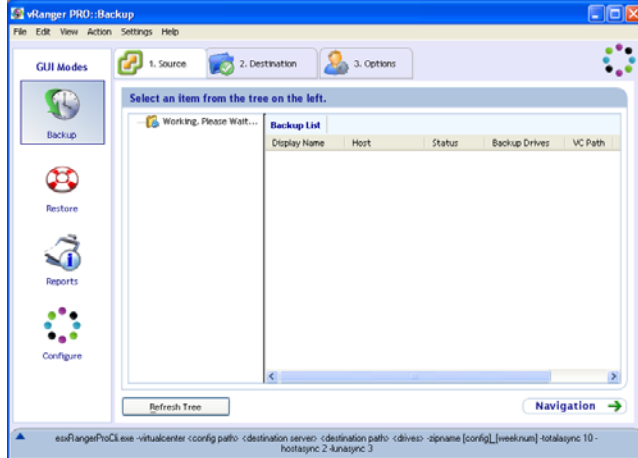 vRanger PRO::Backup
File Edit View Action Settings Help
GUI Modes
1. Source
2. Destination
3. Options
Select an item from the tree on the left.
Backup
Working. Please Wait...
Backup List
Display Name Host Status Backup Drives VC Path
Restore
Reports
Configure
Refresh Tree
Navigation
esxRangerProCli.exe -virtualcenter <config path> <destination server> <destination path> <drives> -zipname [config]_[weeknum] -totalasync 10 -
hostasync 2 -lunasync 3